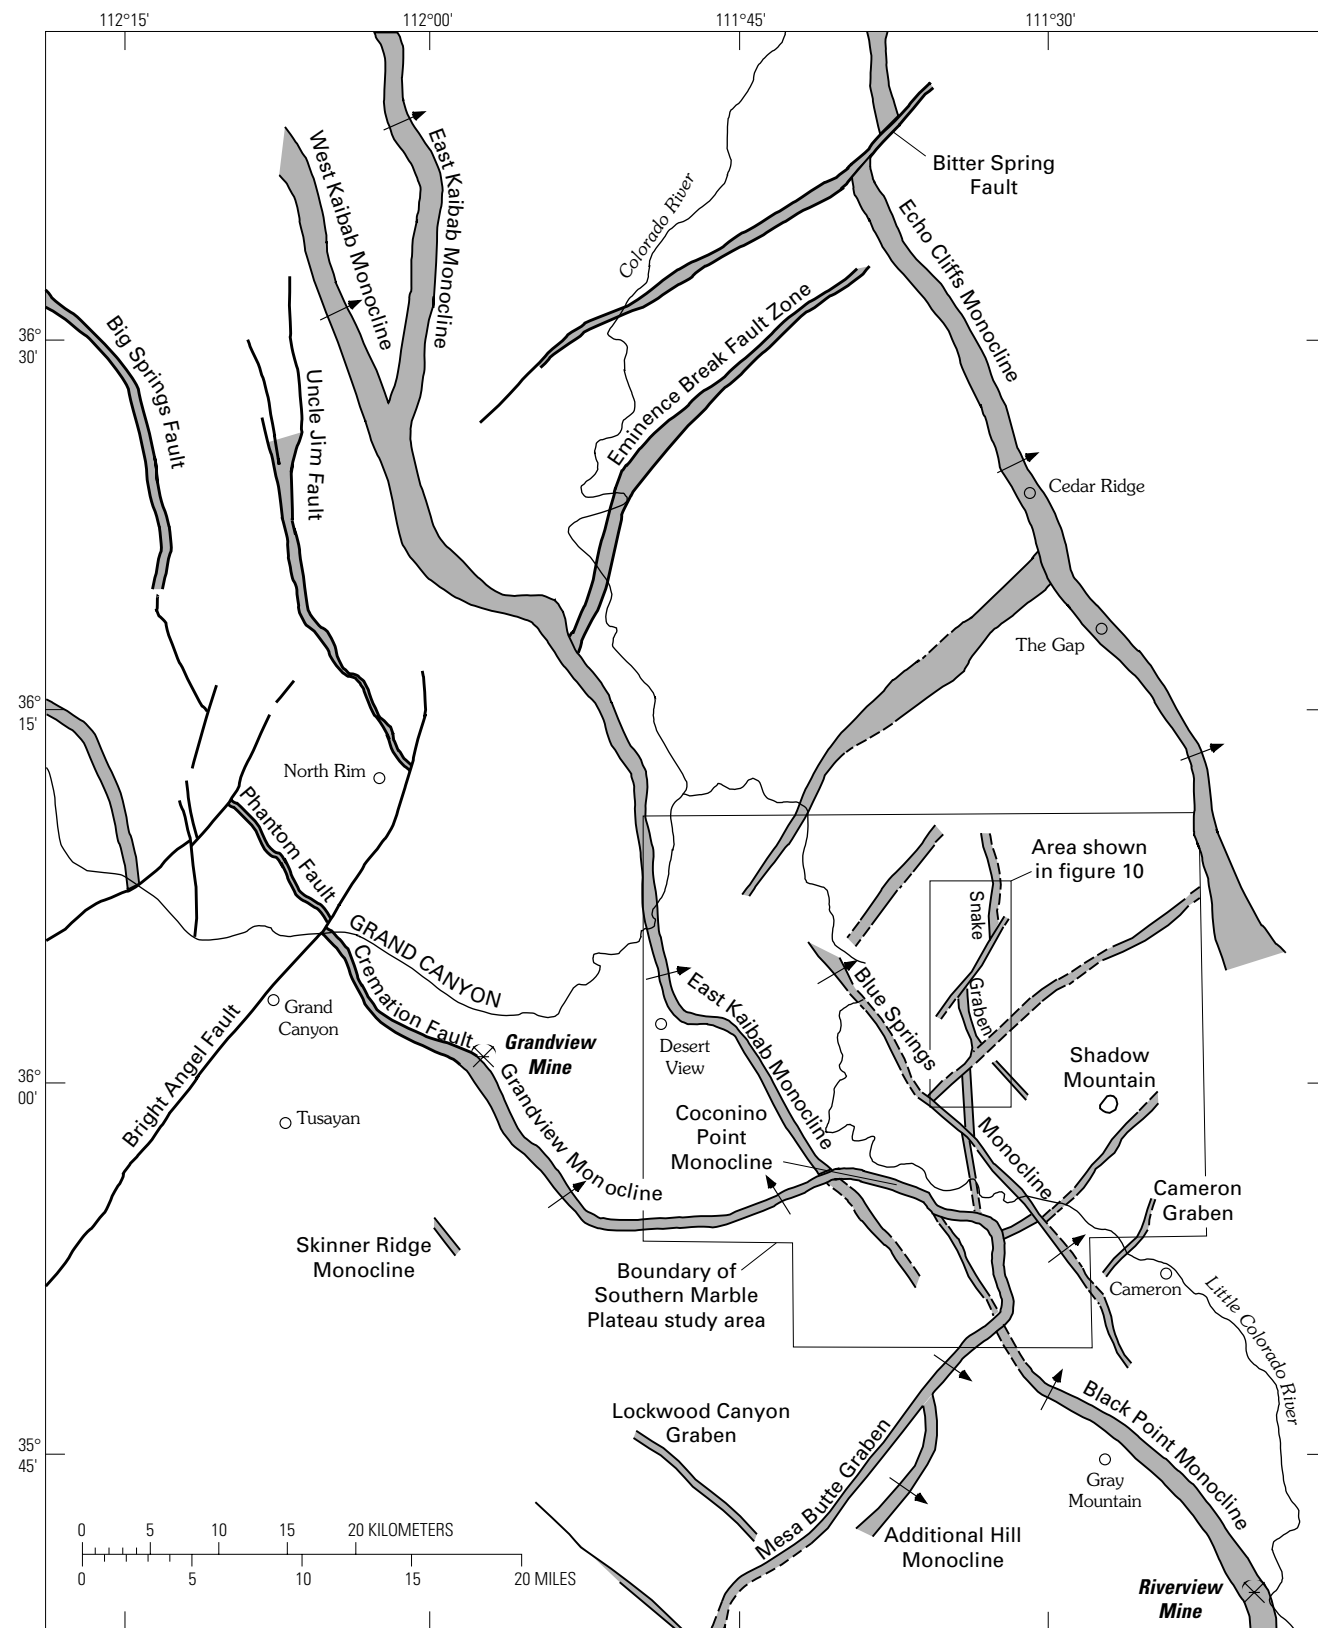 112°15'
112°00'
111°45'
111°30'
West Kaibab Monocline
East Kaibab Monocline
Colorado River
Bitter Spring
Fault
Echo Cliffs Monocline
36°
30'
Big Springs Fault
Uncle Jim Fault
Eminence Break Fault Zone
Cedar Ridge
The Gap
36°
15'
North Rim
Phantom Fault
Area shown
in figure 10
Snake
Graben
GRAND CANYON
Cremation Fault
Blue Springs
Monocline
East Kaibab Monocline
Grand
Canyon
Bright Angel Fault
Grandview
Mine
Desert
View
Shadow
Mountain
36°
00'
Tusayan
Grandview Monocline
Coconino
Point
Monocline
Cameron
Graben
Skinner Ridge
Monocline
Boundary of
Southern Marble
Plateau study area
Cameron
Little Colorado River
Black Point Monocline
Lockwood Canyon
Graben
Mesa Butte Graben
35°
45'
Gray
Mountain
Additional Hill
Monocline
0 5 10 15 20 KILOMETERS
0 5 10 15 20 MILES
Riverview
Mine